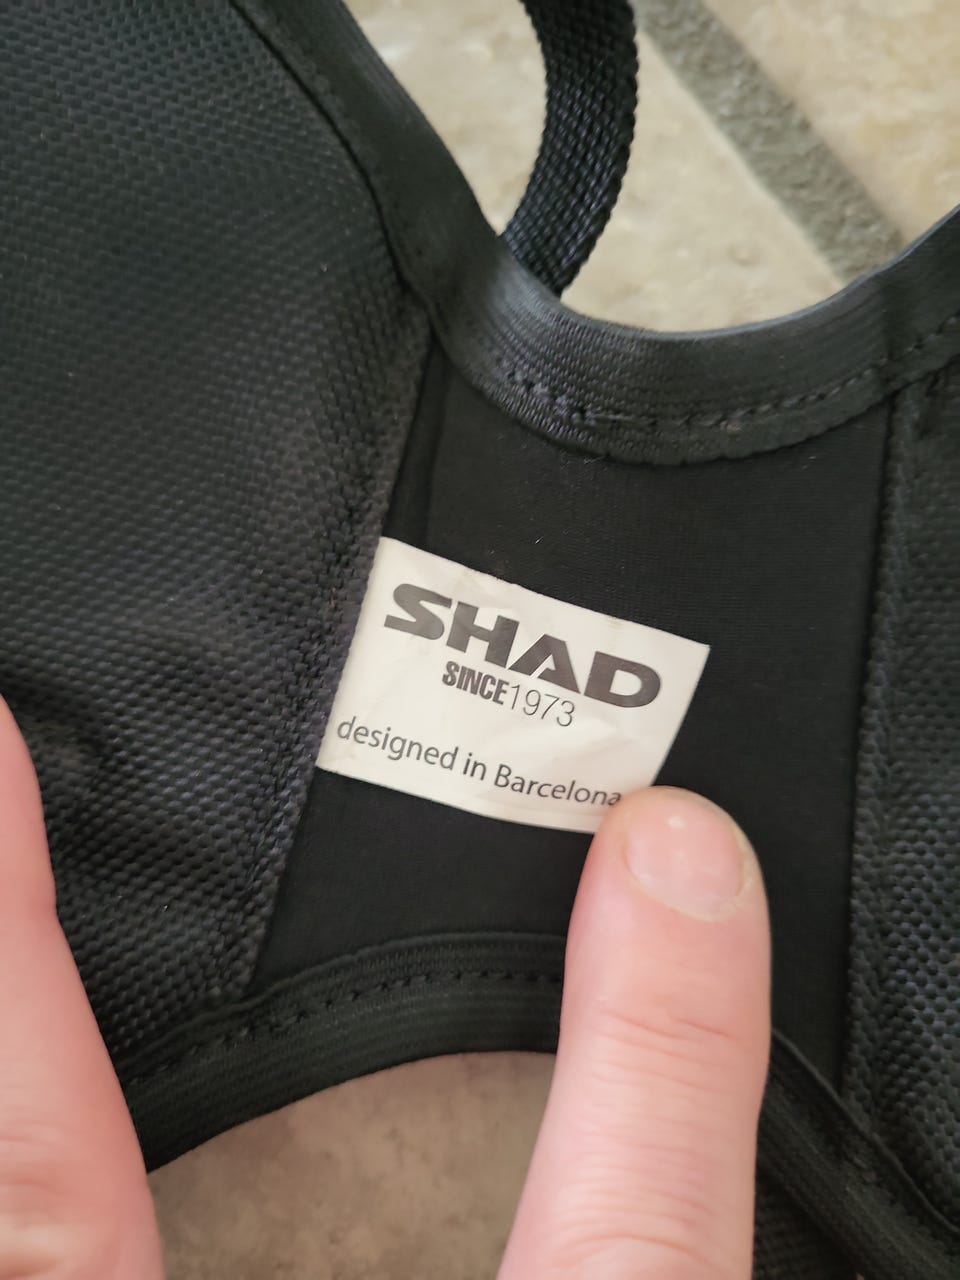 SHAD
SINCE1973
designed in Barcelona